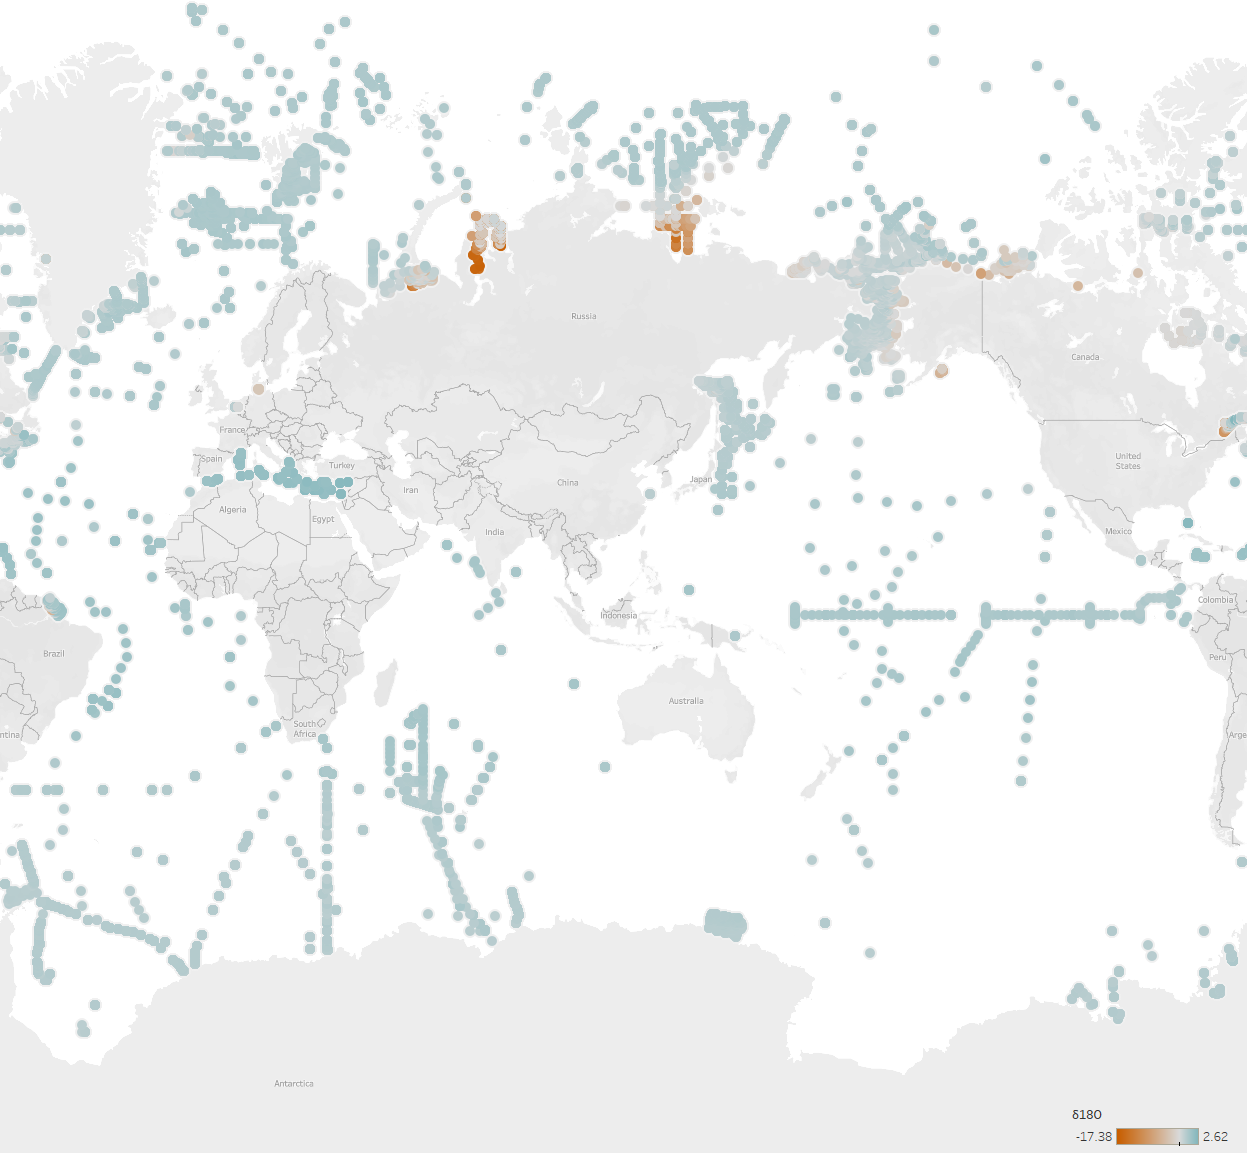 Russia
Canada
France
Spain
Turkey
United
States
Iran
China
Japan
Algeria
Egypt
India
Mexico
Indonesia
Colombia
Brazil
Peru
Australia
South
Africa
ntina
Arge
Antarctica
δ18O
-17.38
2.62